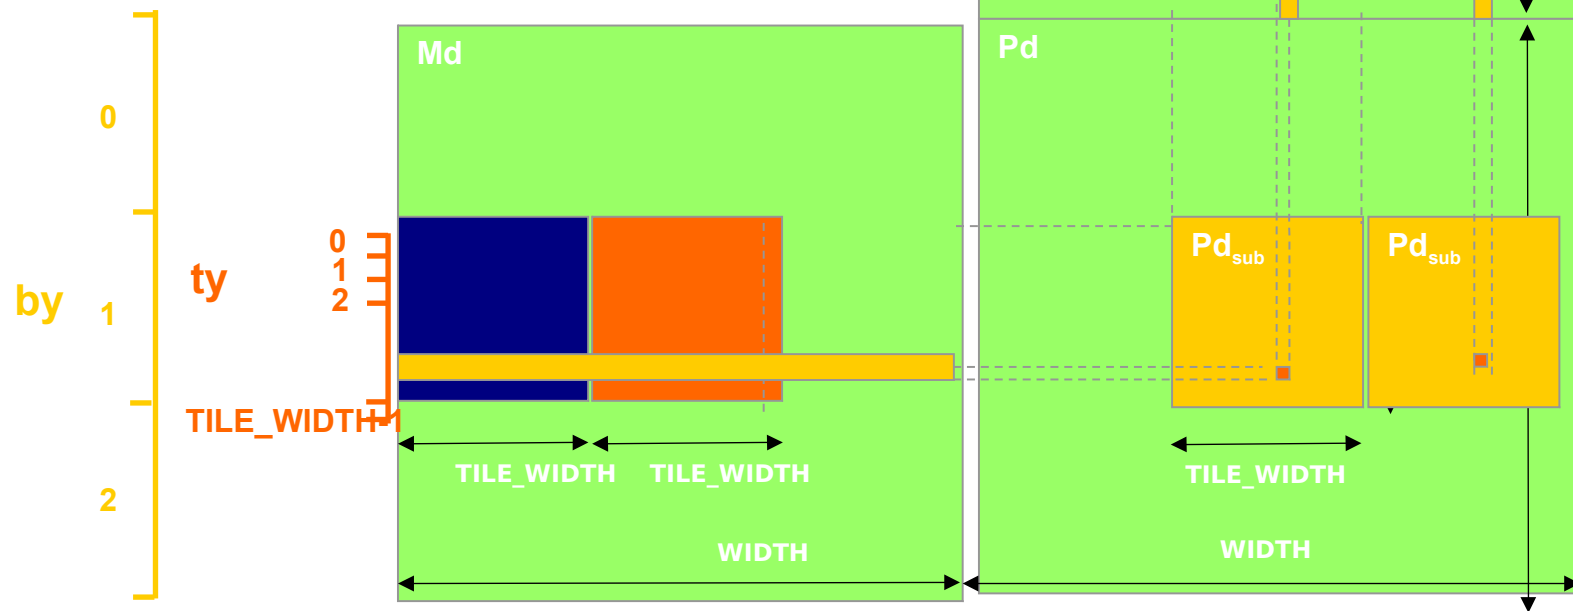 Md
Pd
0
0
1
2
ty
by
1
Pdsub
Pdsub
TILE_WIDTH-1
TILE_WIDTH
TILE_WIDTH
TILE_WIDTH
2
WIDTH
WIDTH